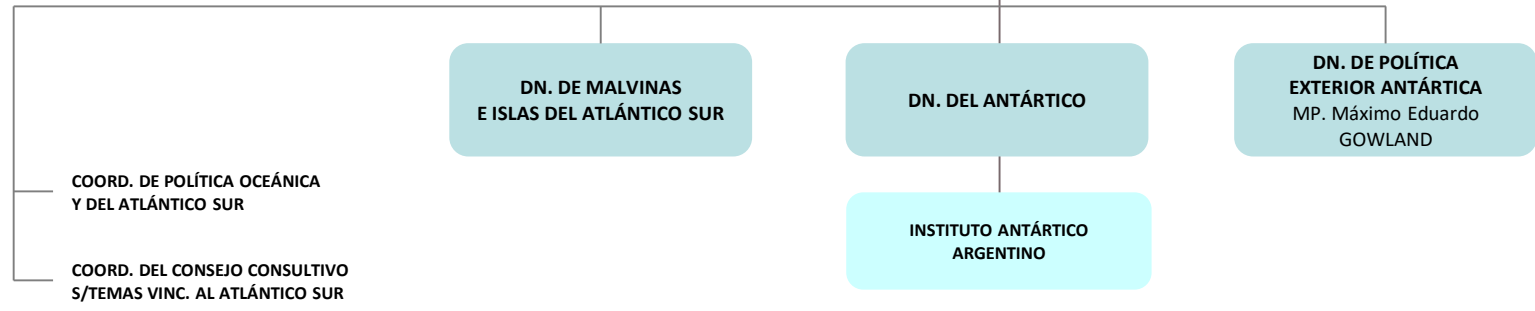 DN. DE MALVINAS
E ISLAS DEL ATLÁNTICO SUR
DN. DEL ANTÁRTICO
DN. DE POLÍTICA
EXTERIOR ANTÁRTICA
MP. Máximo Eduardo
GOWLAND
COORD. DE POLÍTICA OCEÁNICA
Y DEL ATLÁNTICO SUR
INSTITUTO ANTÁRTICO
ARGENTINO
COORD. DEL CONSEJO CONSULTIVO
S/TEMAS VINC. AL ATLÁNTICO SUR